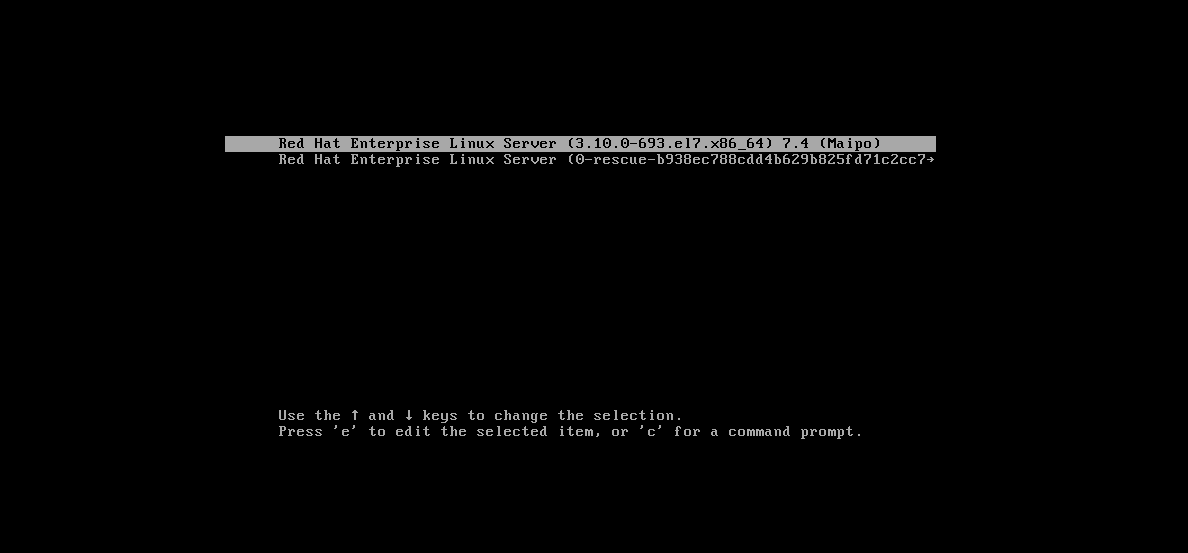 Red Hat Enterprise Linux Server (3.10.0-693.el7.x86_64) 7.4 (Maipo)
Red Hat Enterprise Linux Server (0-rescue-b938ec788cdd4b629b825fd71c2cc7→
Use the ↑ and ↓ keys to change the selection.
Press 'e' to edit the selected item, or 'c' for a command prompt.